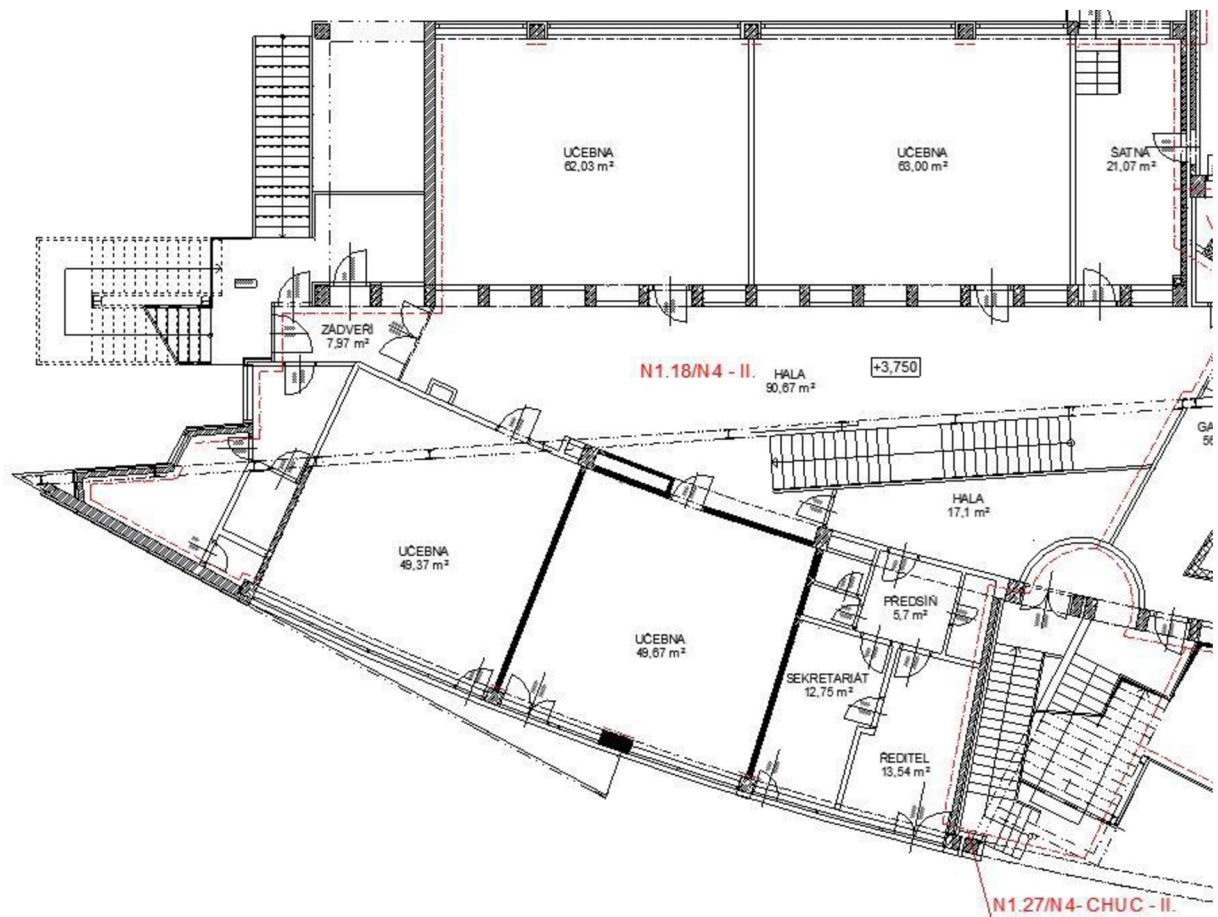 UČEBNA
62,03 m²
UČEBNA
63,00 m²
ŠATNA
21,07 m²
ZÁDVEŘÍ
7,97 m²
N1.18/N4 - II.
HALA
90,67 m²
+3,750
GA
56
HALA
17,1 m²
UČEBNA
49,37 m²
PŘEDSÍŇ
5,7 m²
UČEBNA
49,67 m²
SEKRETARIÁT
12,75 m²
ŘEDITEL
13,54 m²
N1.27/N4- CHUC - II.